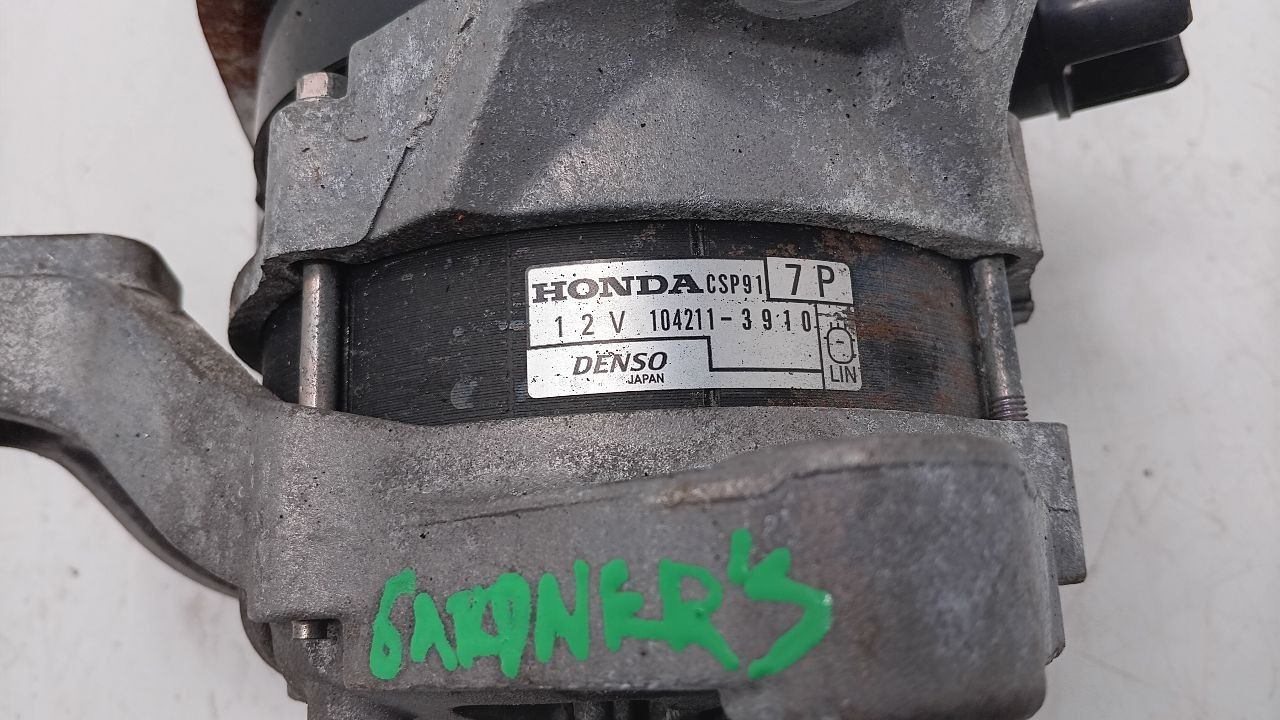 HONDA CSP91 7P
12V 104211-3910
DENSO
JAPAN
LIN
GARDNER'S